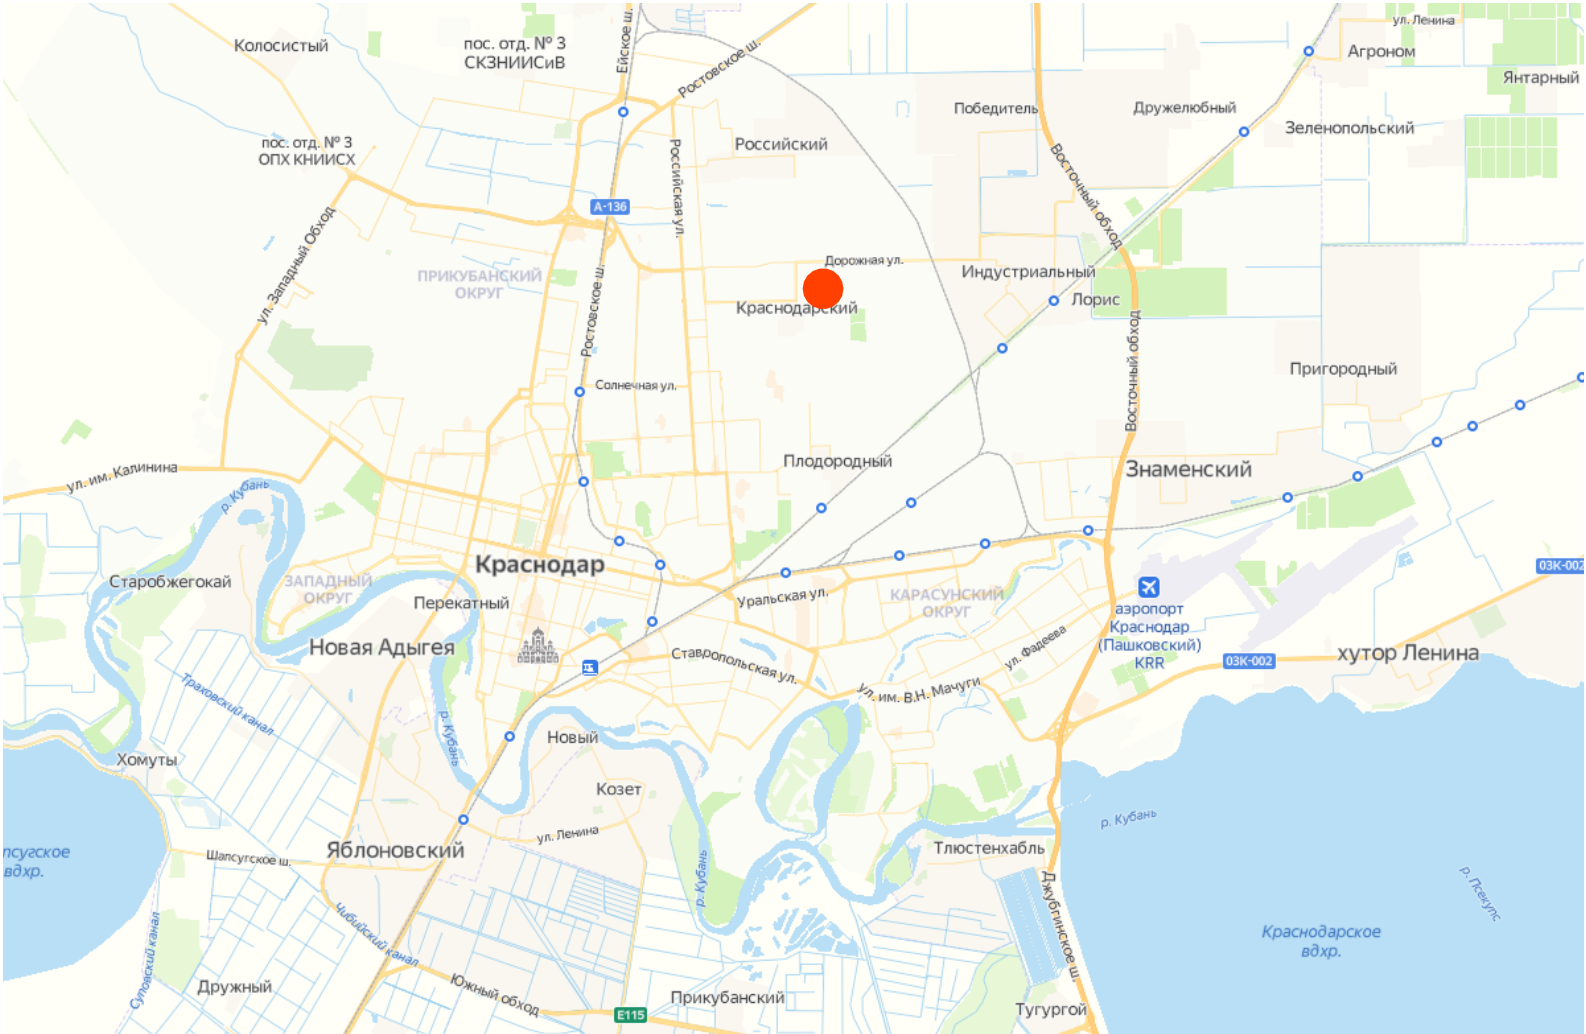 Колосистый
пос. отд. № 3
СКЗНИИСиВ
Ейское ш.
Ростовское ш.
ул. Ленина
Агроном
Янтарный
Победитель
Дружелюбный
Зеленопольский
пос. отд. № 3
ОПХ КНИИСХ
Российский
Российская ул.
Восточный обход
А-136
ул. Западный Обход
ПРИКУБАНСКИЙ
ОКРУГ
Ростовское ш.
Дорожная ул.
Индустриальный
Лорис
Краснодарский
Восточный обход
Солнечная ул.
Пригородный
Плодородный
Знаменский
ул. им. Калинина
р. Кубань
Краснодар
03К-002
Старобжегокай
ЗАПАДНЫЙ
ОКРУГ
Перекатный
Уральская ул.
КАРАСУНСКИЙ
ОКРУГ
аэропорт
Краснодар
(Пашковский)
KRR
ул. Фадеева
Новая Адыгея
Ставропольская ул.
03К-002
хутор Ленина
ул. им. В.Н. Мачуги
Траховский канал
р. Кубань
Новый
Хомуты
Козет
р. Кубань
ул. Ленина
Яблоновский
Шапсугское ш.
псугское
вдхр.
Тлюстенхабль
р. Кубань
Джубгинское ш.
р. Псекупс
Чибийский канал
Суповский канал
Краснодарское
вдхр.
Дружный
Южный обход
Е115
Прикубанский
Тугургой